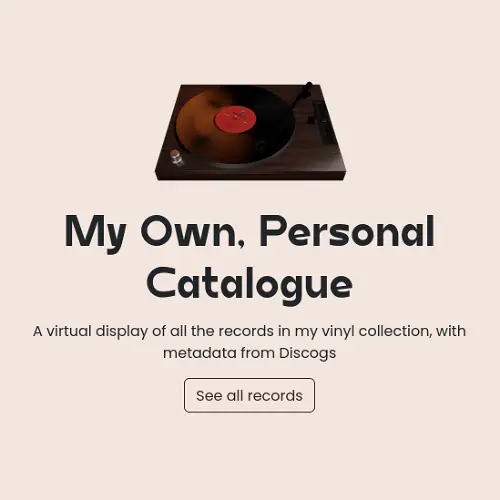 My Own, Personal
Catalogue
A virtual display of all the records in my vinyl collection, with
metadata from Discogs
See all records